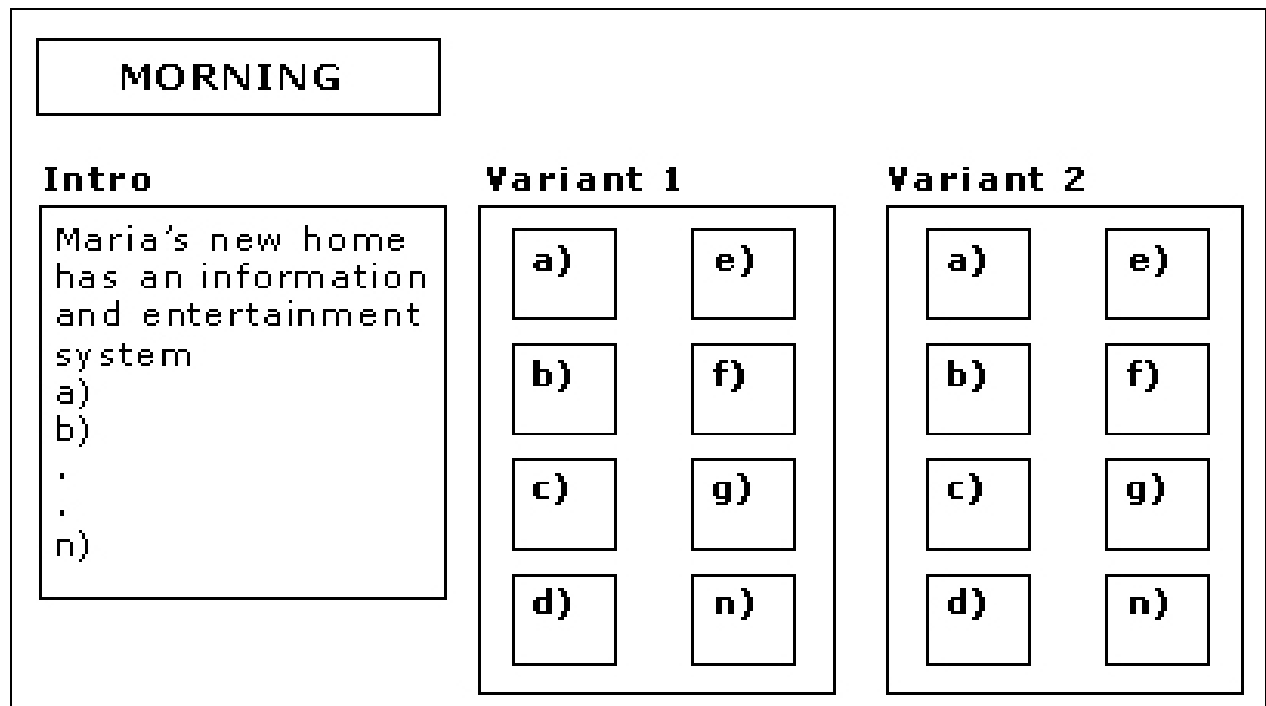 MORNING
Intro
Maria's new home
has an information
and entertainment
system
a)
b)
.
.
n)
Variant 1
a) e)
b) f)
c) g)
d) n)
Variant 2
a) e)
b) f)
c) g)
d) n)